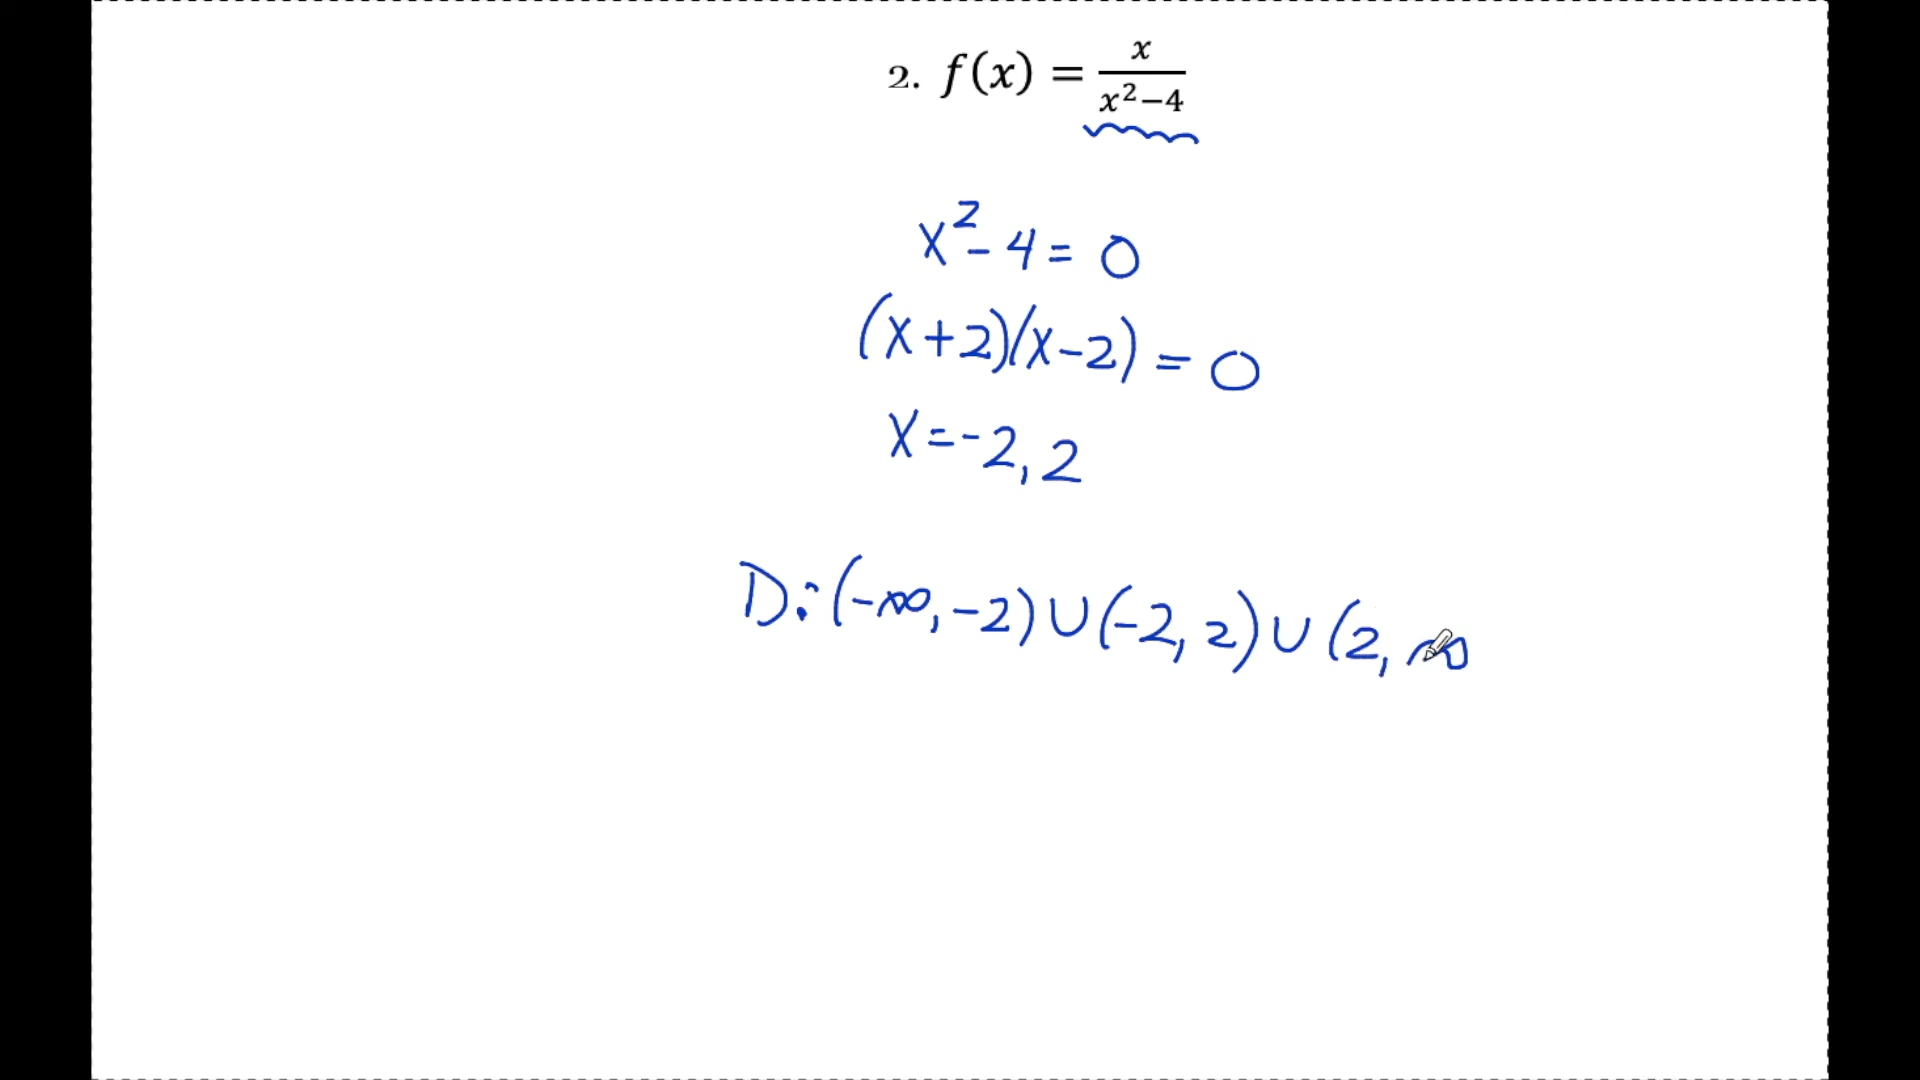 2. f(x) = x/(x²−4)
x² - 4 = 0
(x+2)(x-2) = 0
x = -2, 2
D: (-∞, -2) ∪ (-2, 2) ∪ (2, ∞